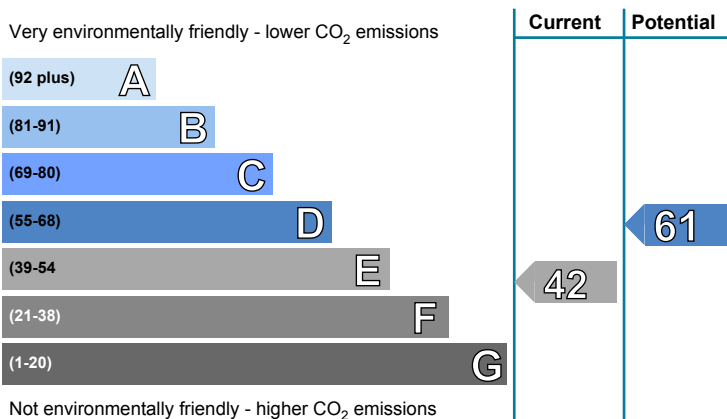 Very environmentally friendly - lower CO2 emissions
Current
Potential
(92 plus) A
(81-91) B
(69-80) C
(55-68) D
61
(39-54 E
42
(21-38) F
(1-20) G
Not environmentally friendly - higher CO2 emissions